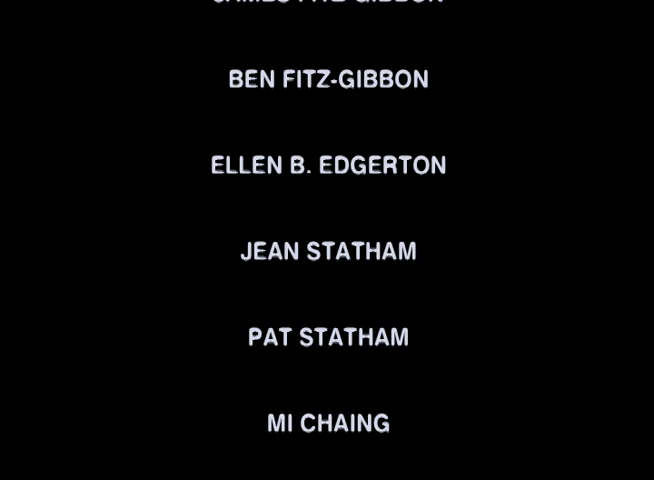 BEN FITZ-GIBBON
ELLEN B. EDGERTON
JEAN STATHAM
PAT STATHAM
MI CHAING